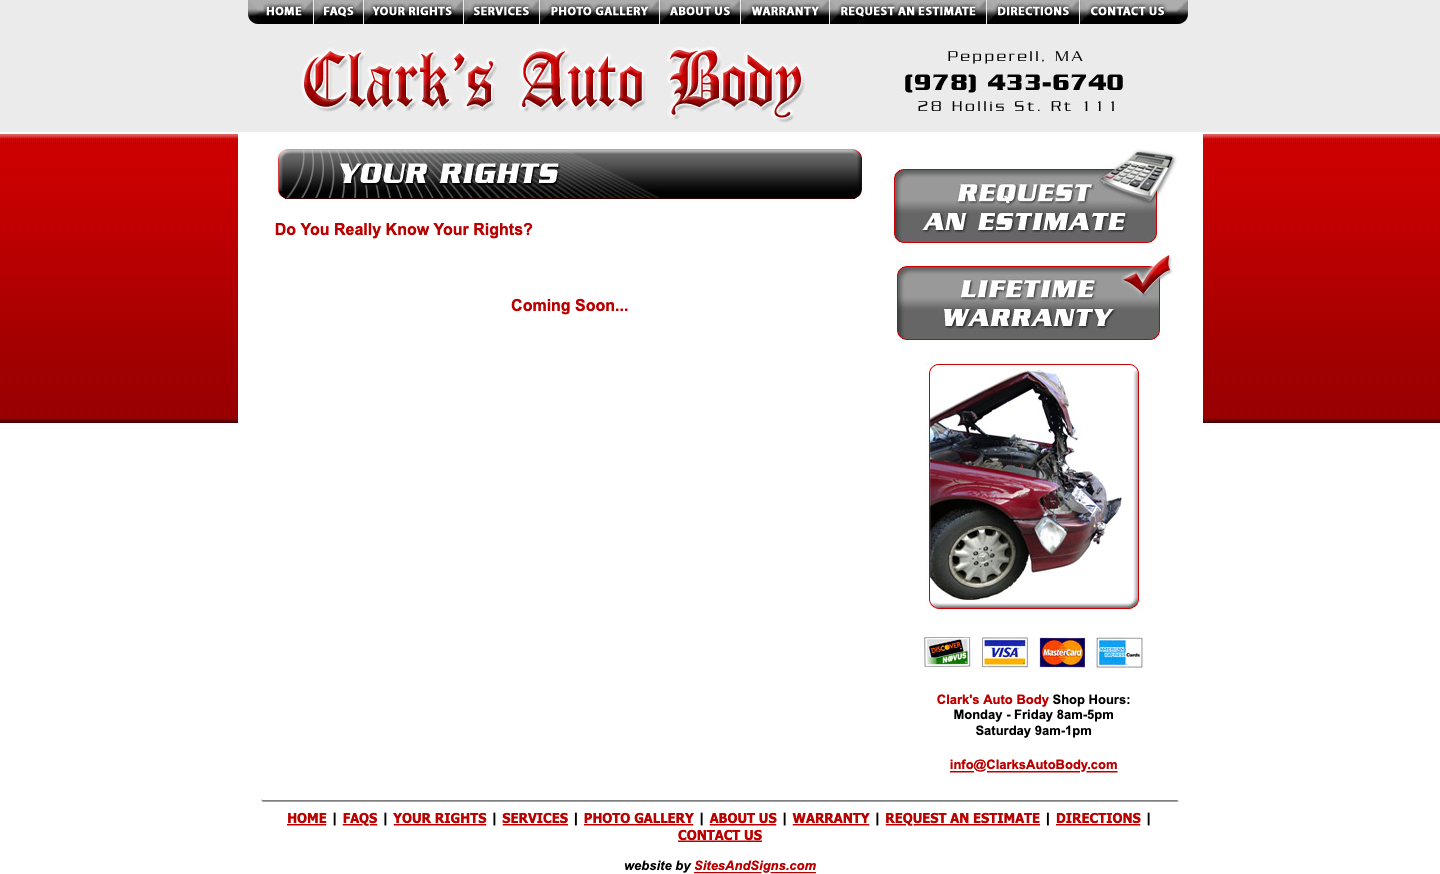 HOME FAQS YOUR RIGHTS SERVICES PHOTO GALLERY ABOUT US WARRANTY REQUEST AN ESTIMATE DIRECTIONS CONTACT US
Clark's Auto Body
Pepperell, MA
(978) 433-6740
28 Hollis St. Rt 111
YOUR RIGHTS
Do You Really Know Your Rights?
Coming Soon...
REQUEST
AN ESTIMATE
LIFETIME
WARRANTY
DISCOVER NOVUS VISA MasterCard AMERICAN EXPRESS Cards
Clark's Auto Body Shop Hours:
Monday - Friday 8am-5pm
Saturday 9am-1pm
info@ClarksAutoBody.com
HOME | FAQS | YOUR RIGHTS | SERVICES | PHOTO GALLERY | ABOUT US | WARRANTY | REQUEST AN ESTIMATE | DIRECTIONS |
CONTACT US
website by SitesAndSigns.com